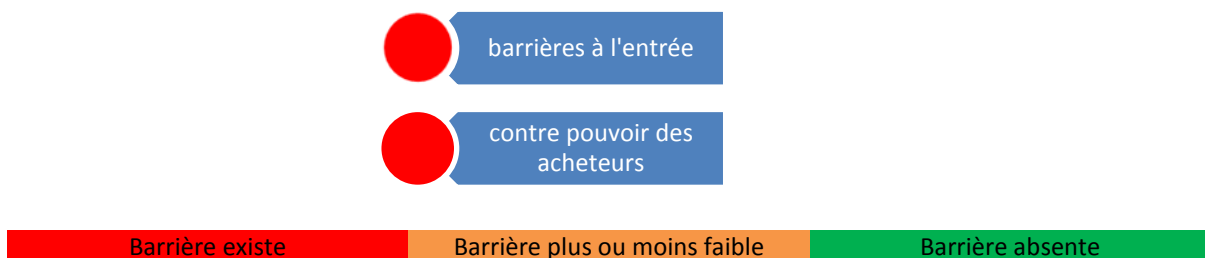 barrières à l'entrée
contre pouvoir des
acheteurs
Barrière existe
Barrière plus ou moins faible
Barrière absente